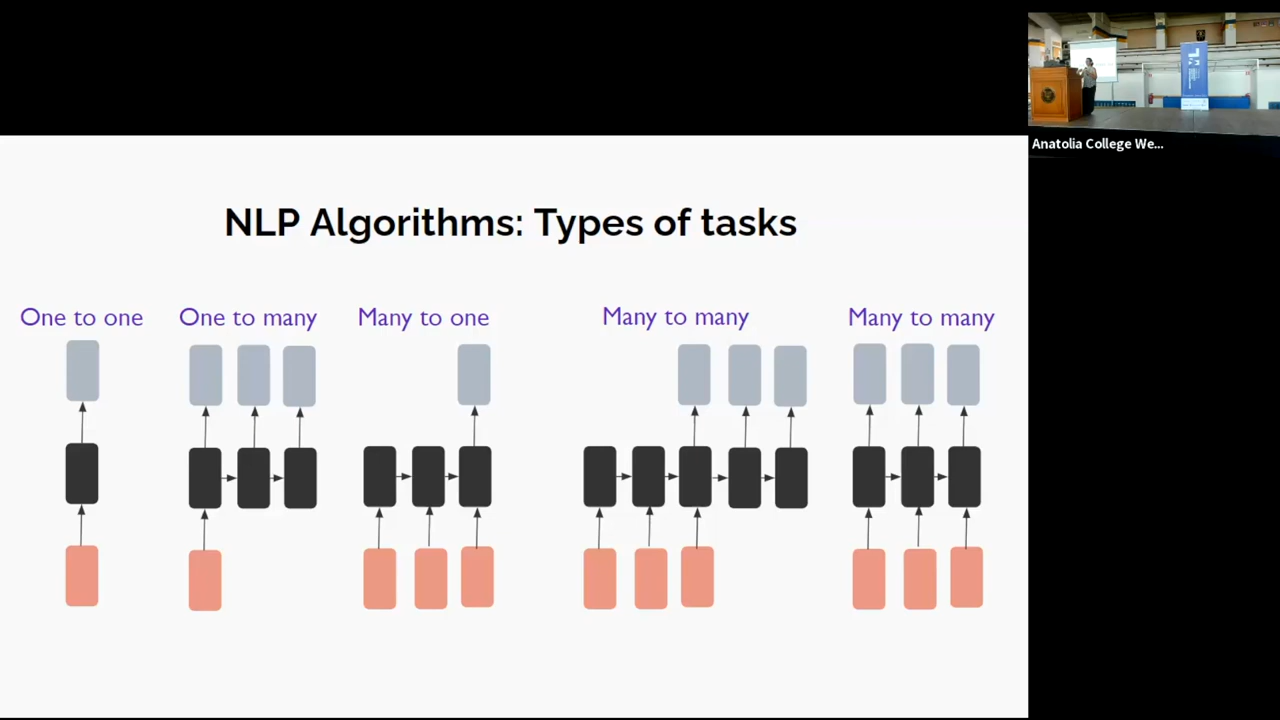 Anatolia College We...
NLP Algorithms: Types of tasks
One to one
One to many
Many to one
Many to many
Many to many